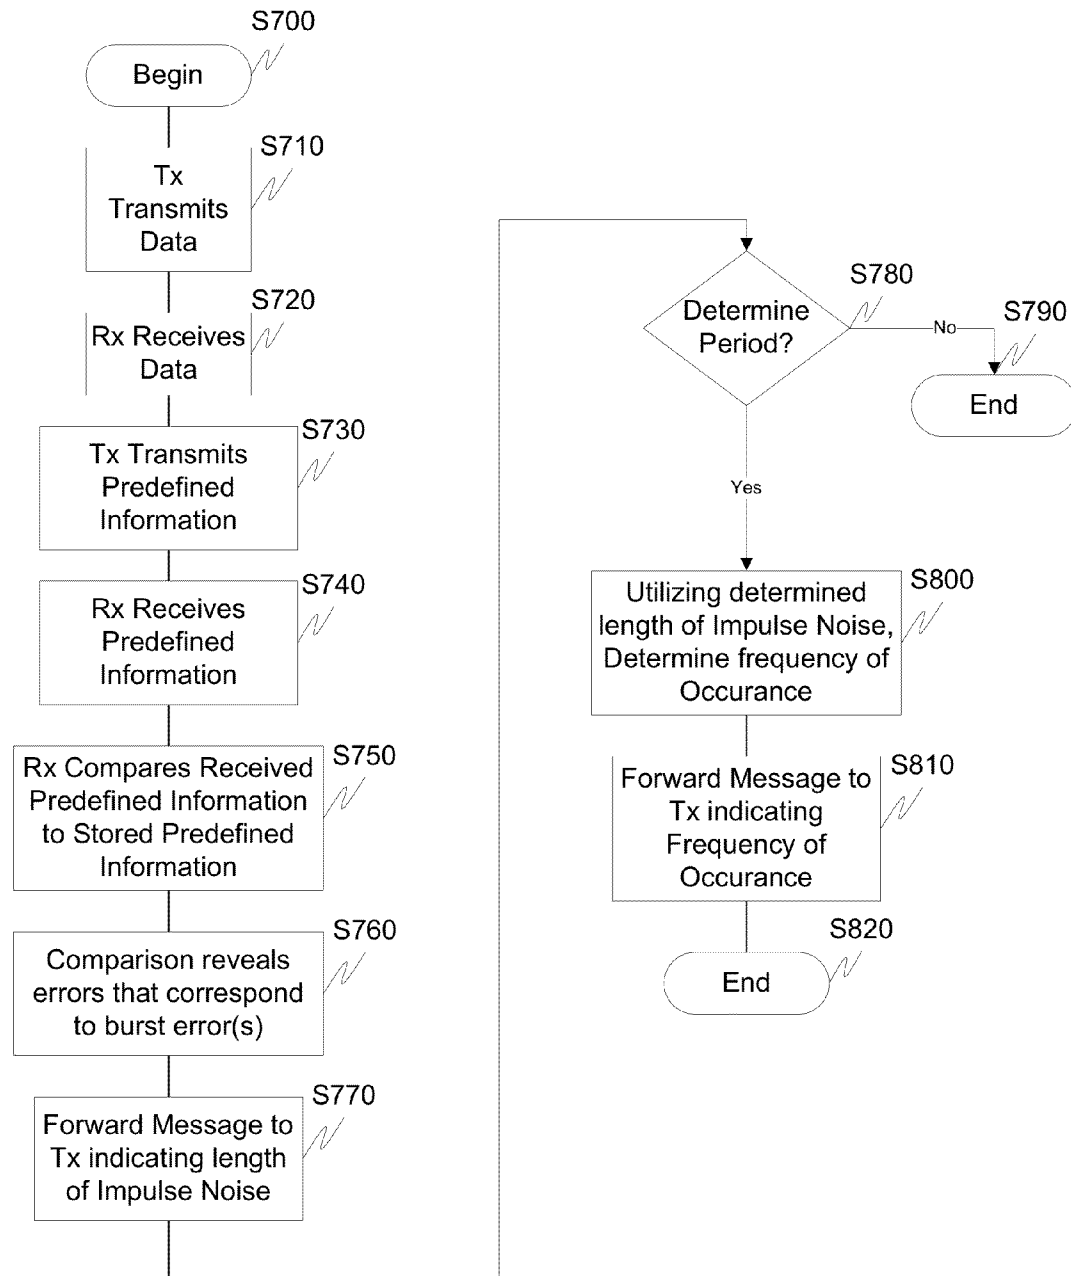 S700
Begin
S710
Tx
Transmits
Data
S720
Rx Receives
Data
S730
Tx Transmits
Predefined
Information
S740
Rx Receives
Predefined
Information
S750
Rx Compares Received
Predefined Information
to Stored Predefined
Information
S760
Comparison reveals
errors that correspond
to burst error(s)
S770
Forward Message to
Tx indicating length
of Impulse Noise
S780
Determine
Period?
No
S790
End
Yes
S800
Utilizing determined
length of Impulse Noise,
Determine frequency of
Occurance
S810
Forward Message to
Tx indicating
Frequency of
Occurance
S820
End